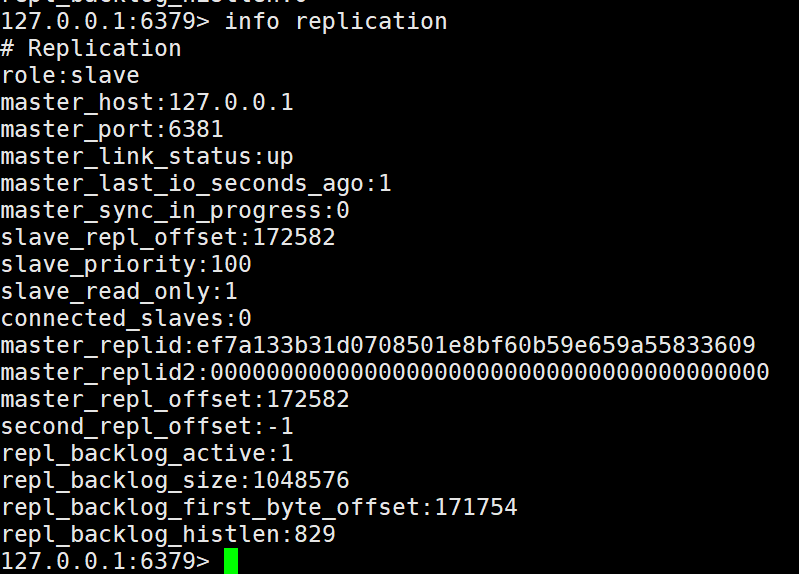 repl_backlog_histlen:0
127.0.0.1:6379> info replication
# Replication
role:slave
master_host:127.0.0.1
master_port:6381
master_link_status:up
master_last_io_seconds_ago:1
master_sync_in_progress:0
slave_repl_offset:172582
slave_priority:100
slave_read_only:1
connected_slaves:0
master_replid:ef7a133b31d0708501e8bf60b59e659a55833609
master_replid2:0000000000000000000000000000000000000000
master_repl_offset:172582
second_repl_offset:-1
repl_backlog_active:1
repl_backlog_size:1048576
repl_backlog_first_byte_offset:171754
repl_backlog_histlen:829
127.0.0.1:6379>